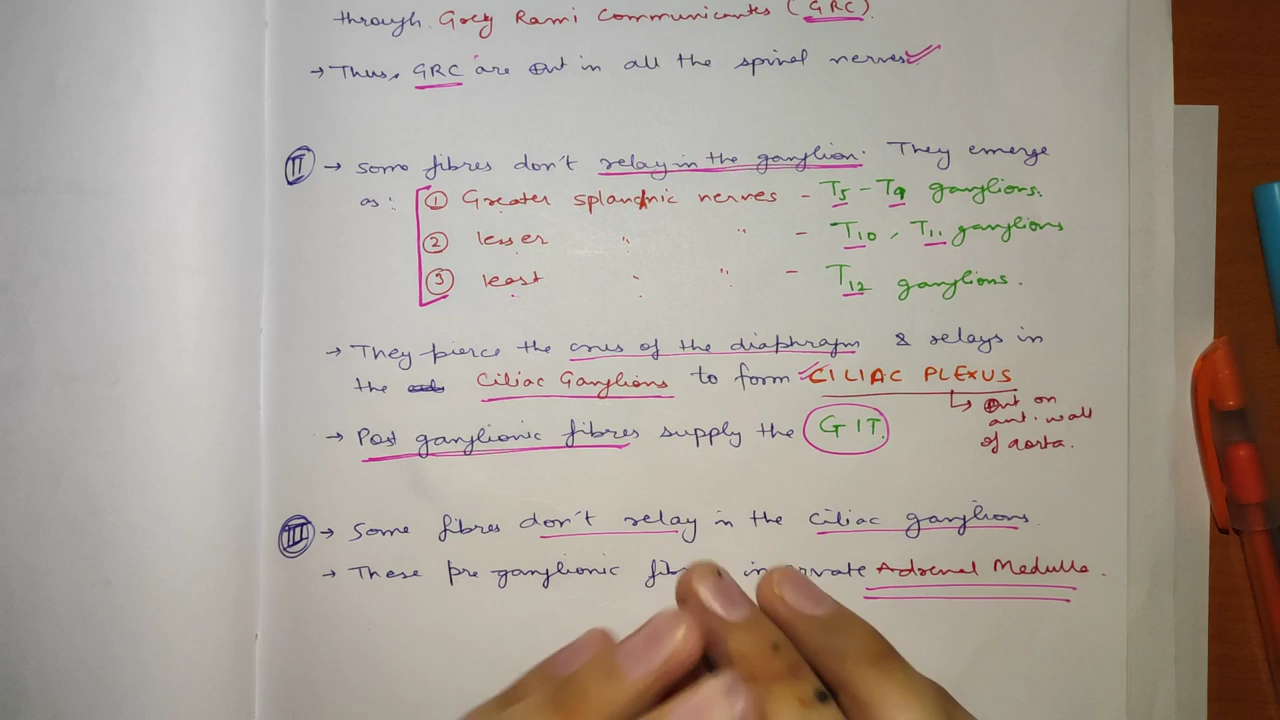 through Grey Rami Communicantes (GRC).
→ Thus, GRC are in all the spinal nerves
II → Some fibres don't relay in the ganglion. They emerge
as: ① Greater splanchnic nerves - T5 - T9 ganglions.
② lesser " " - T10, T11 ganglions
③ least " " - T12 ganglions.
→ They pierce the crus of the diaphragm & relays in
the Ciliac Ganglions to form CILIAC PLEXUS
↳ on
ant. wall
of aorta.
→ Post ganglionic fibres supply the GIT.
III → Some fibres don't relay in the Ciliac ganglions
→ These pre ganglionic Adrenal Medulla.